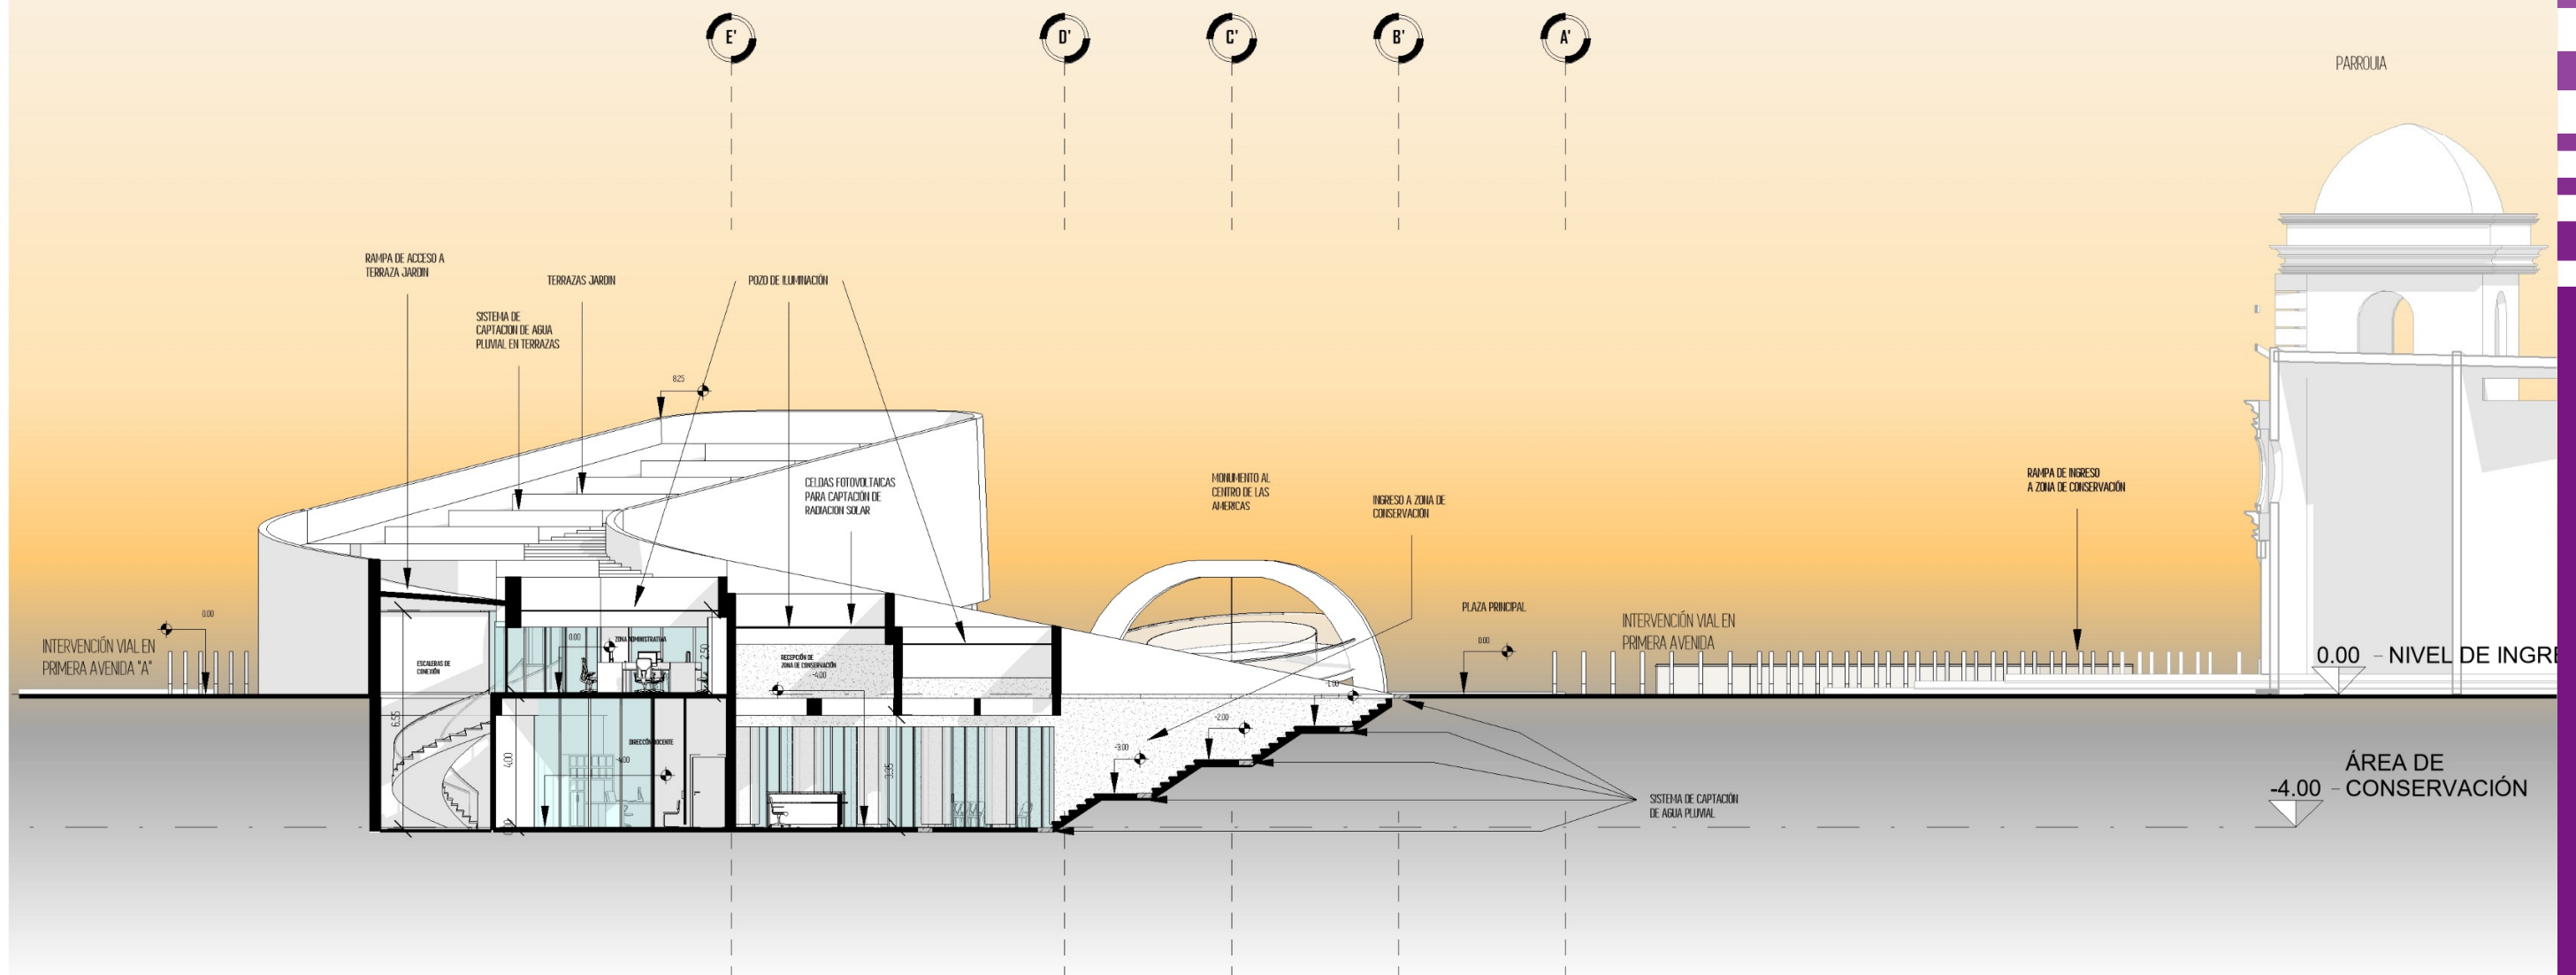 E'
D'
C'
B'
A'
PARROUIA
RAMPA DE ACCESO A
TERRAZA JARDIN
TERRAZAS JARDIN
POZO DE ILUMINACIÓN
SISTEMA DE
CAPTACIÓN DE AGUA
PLUVIAL EN TERRAZAS
825
CELDAS FOTOVOLTAICAS
PARA CAPTACIÓN DE
RADIACION SOLAR
MONUMENTO AL
CENTRO DE LAS
AMERICAS
INGRESO A ZONA DE
CONSERVACIÓN
RAMPA DE INGRESO
A ZONA DE CONSERVACIÓN
0.00
INTERVENCIÓN VIAL EN
PRIMERA AVENIDA "A"
PLAZA PRINCIPAL
0.00
INTERVENCIÓN VIAL EN
PRIMERA AVENIDA
0.00 - NIVEL DE INGRE
0.00
ZONA ADMINISTRATIVA
2.50
ESCALERAS DE
CONEXIÓN
RECEPCIÓN DE
ZONA DE CONSERVACIÓN
-4.00
-1.00
6.55
-2.00
DIRECCIÓN DOCENTE
-3.00
4.00
-4.00
3.35
ÁREA DE
-4.00 - CONSERVACIÓN
SISTEMA DE CAPTACIÓN
DE AGUA PLUVIAL